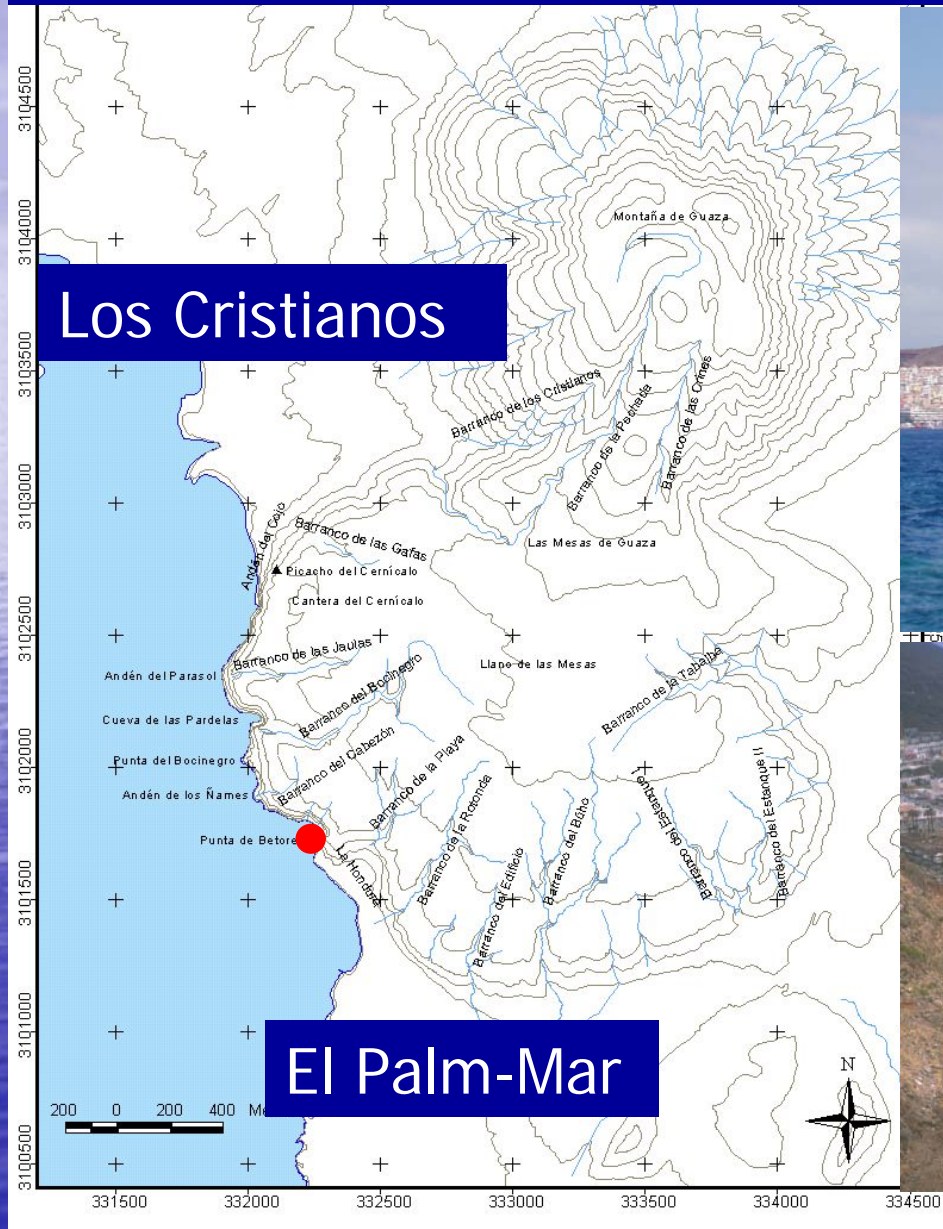 3104500
Montaña de Guaza
3104000
Los Cristianos
3103500
Barranco de los Cristianos
Barranco de la Pechada
Barranco de las Crines
3103000
Andén del Cojo
Barranco de las Gafas
Las Mesas de Guaza
Picacho del Cernícalo
Cantera del Cernícalo
3102500
Barranco de las Jaulas
Llano de las Mesas
Andén del Parasol
Barranco del Bocinegro
Barranco de la Tabaiba
Cueva de las Pardelas
3102000
Punta del Bocinegro
Barranco del Cabezón
Barranco de la Playa
Andén de los Ñames
Barranco de la Rotonda
Barranco del Búho
Barranco del Estanque I
Barranco del Estanque II
Punta de Betore
La Hondura
3101500
Barranco del Edificio
3101000
El Palm-Mar
N
200 0 200 400 Me
3100500
331500 332000 332500 333000 333500 334000 334500